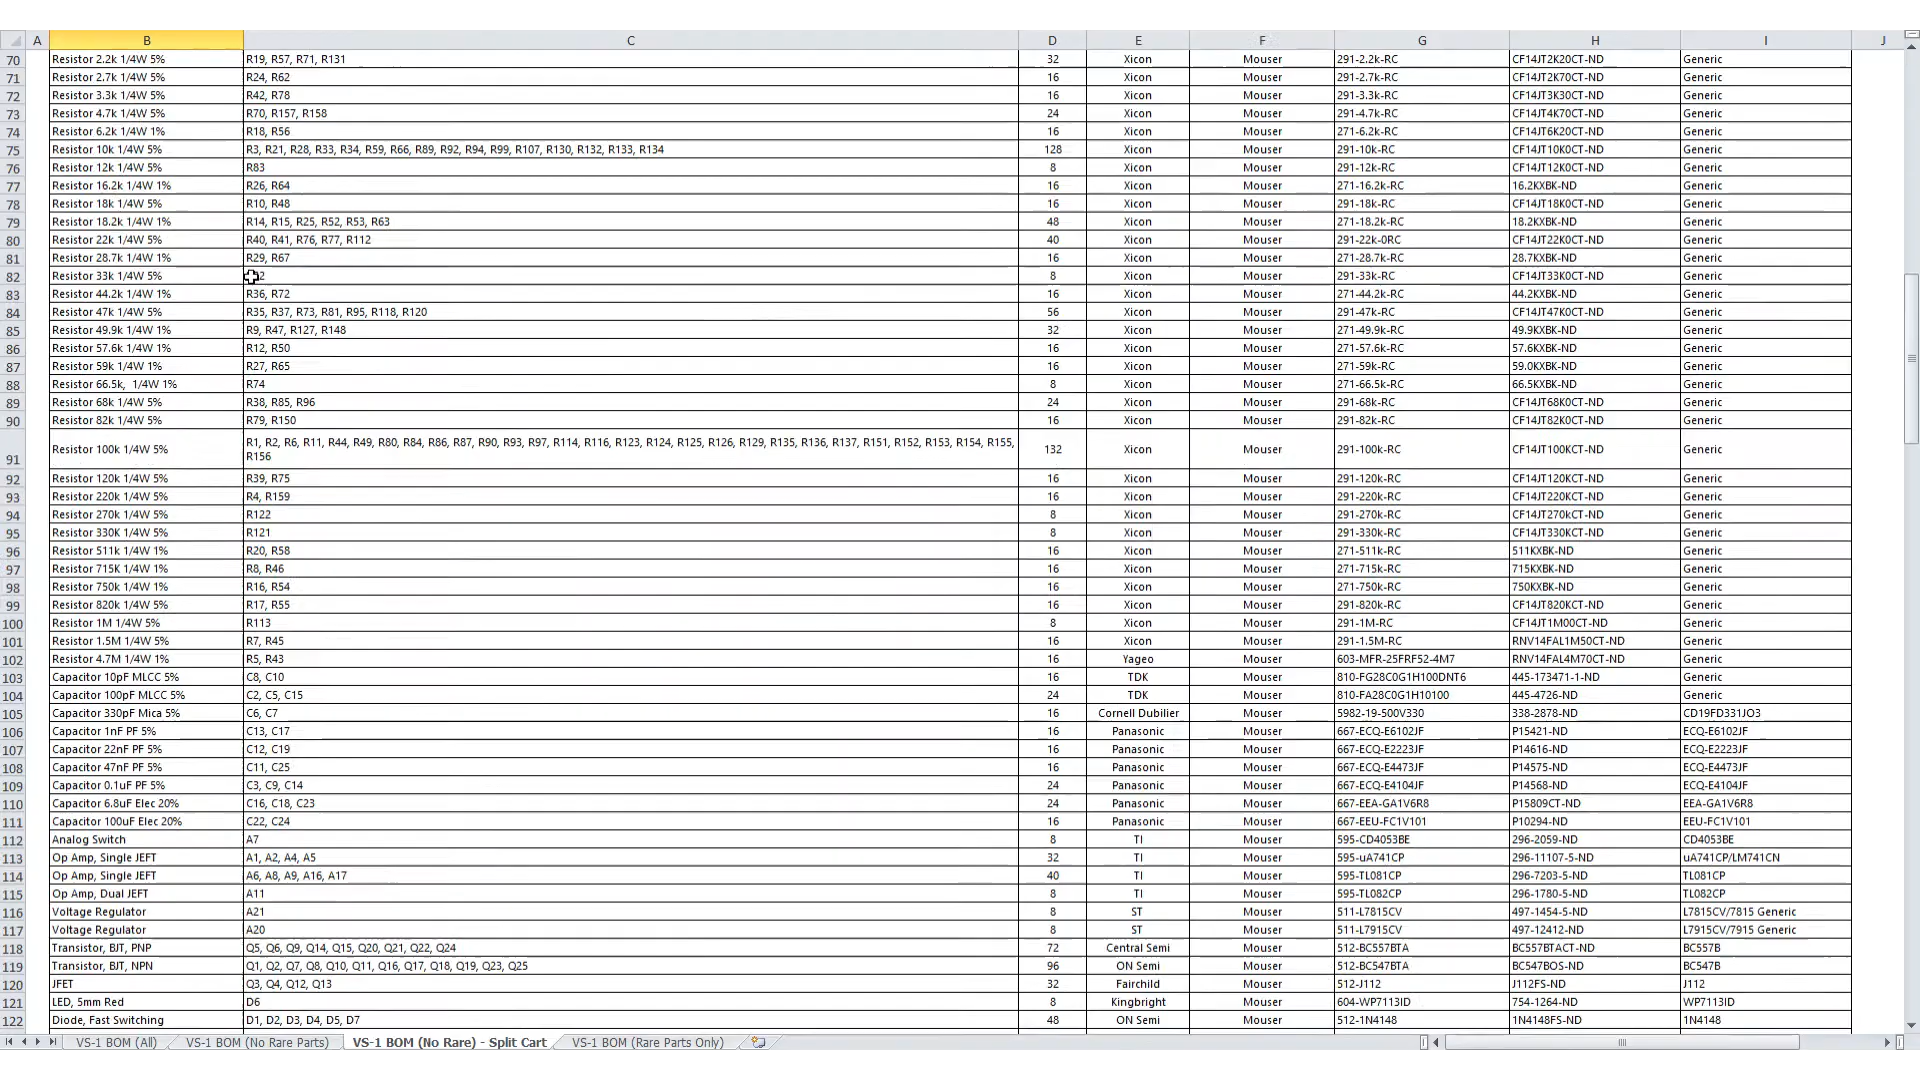 A B C D E F G H I J
70 Resistor 2.2k 1/4W 5% R19, R57, R71, R131 32 Xicon Mouser 291-2.2k-RC CF14JT2K20CT-ND Generic
71 Resistor 2.7k 1/4W 5% R24, R62 16 Xicon Mouser 291-2.7k-RC CF14JT2K70CT-ND Generic
72 Resistor 3.3k 1/4W 5% R42, R78 16 Xicon Mouser 291-3.3k-RC CF14JT3K30CT-ND Generic
73 Resistor 4.7k 1/4W 5% R70, R157, R158 24 Xicon Mouser 291-4.7k-RC CF14JT4K70CT-ND Generic
74 Resistor 6.2k 1/4W 1% R18, R56 16 Xicon Mouser 271-6.2k-RC CF14JT6K20CT-ND Generic
75 Resistor 10k 1/4W 5% R3, R21, R28, R33, R34, R59, R66, R89, R92, R94, R99, R107, R130, R132, R133, R134 128 Xicon Mouser 291-10k-RC CF14JT10K0CT-ND Generic
76 Resistor 12k 1/4W 5% R83 8 Xicon Mouser 291-12k-RC CF14JT12K0CT-ND Generic
77 Resistor 16.2k 1/4W 1% R26, R64 16 Xicon Mouser 271-16.2k-RC 16.2KXBK-ND Generic
78 Resistor 18k 1/4W 5% R10, R48 16 Xicon Mouser 291-18k-RC CF14JT18K0CT-ND Generic
79 Resistor 18.2k 1/4W 1% R14, R15, R25, R52, R53, R63 48 Xicon Mouser 271-18.2k-RC 18.2KXBK-ND Generic
80 Resistor 22k 1/4W 5% R40, R41, R76, R77, R112 40 Xicon Mouser 291-22k-0RC CF14JT22K0CT-ND Generic
81 Resistor 28.7k 1/4W 1% R29, R67 16 Xicon Mouser 271-28.7k-RC 28.7KXBK-ND Generic
82 Resistor 33k 1/4W 5% 8 Xicon Mouser 291-33k-RC CF14JT33K0CT-ND Generic
83 Resistor 44.2k 1/4W 1% R36, R72 16 Xicon Mouser 271-44.2k-RC 44.2KXBK-ND Generic
84 Resistor 47k 1/4W 5% R35, R37, R73, R81, R95, R118, R120 56 Xicon Mouser 291-47k-RC CF14JT47K0CT-ND Generic
85 Resistor 49.9k 1/4W 1% R9, R47, R127, R148 32 Xicon Mouser 271-49.9k-RC 49.9KXBK-ND Generic
86 Resistor 57.6k 1/4W 1% R12, R50 16 Xicon Mouser 271-57.6k-RC 57.6KXBK-ND Generic
87 Resistor 59k 1/4W 1% R27, R65 16 Xicon Mouser 271-59k-RC 59.0KXBK-ND Generic
88 Resistor 66.5k, 1/4W 1% R74 8 Xicon Mouser 271-66.5k-RC 66.5KXBK-ND Generic
89 Resistor 68k 1/4W 5% R38, R85, R96 24 Xicon Mouser 291-68k-RC CF14JT68K0CT-ND Generic
90 Resistor 82k 1/4W 5% R79, R150 16 Xicon Mouser 291-82k-RC CF14JT82K0CT-ND Generic
91 Resistor 100k 1/4W 5% R1, R2, R6, R11, R44, R49, R80, R84, R86, R87, R90, R93, R97, R114, R116, R123, R124, R125, R126, R129, R135, R136, R137, R151, R152, R153, R154, R155,
R156 132 Xicon Mouser 291-100k-RC CF14JT100KCT-ND Generic
92 Resistor 120k 1/4W 5% R39, R75 16 Xicon Mouser 291-120k-RC CF14JT120KCT-ND Generic
93 Resistor 220k 1/4W 5% R4, R159 16 Xicon Mouser 291-220k-RC CF14JT220KCT-ND Generic
94 Resistor 270k 1/4W 5% R122 8 Xicon Mouser 291-270k-RC CF14JT270kCT-ND Generic
95 Resistor 330K 1/4W 5% R121 8 Xicon Mouser 291-330k-RC CF14JT330KCT-ND Generic
96 Resistor 511k 1/4W 1% R20, R58 16 Xicon Mouser 271-511k-RC 511KXBK-ND Generic
97 Resistor 715K 1/4W 1% R8, R46 16 Xicon Mouser 271-715k-RC 715KXBK-ND Generic
98 Resistor 750k 1/4W 1% R16, R54 16 Xicon Mouser 271-750k-RC 750KXBK-ND Generic
99 Resistor 820k 1/4W 5% R17, R55 16 Xicon Mouser 291-820k-RC CF14JT820KCT-ND Generic
100 Resistor 1M 1/4W 5% R113 8 Xicon Mouser 291-1M-RC CF14JT1M00CT-ND Generic
101 Resistor 1.5M 1/4W 5% R7, R45 16 Xicon Mouser 291-1.5M-RC RNV14FAL1M50CT-ND Generic
102 Resistor 4.7M 1/4W 1% R5, R43 16 Yageo Mouser 603-MFR-25FRF52-4M7 RNV14FAL4M70CT-ND Generic
103 Capacitor 10pF MLCC 5% C8, C10 16 TDK Mouser 810-FG28C0G1H100DNT6 445-173471-1-ND Generic
104 Capacitor 100pF MLCC 5% C2, C5, C15 24 TDK Mouser 810-FA28C0G1H10100 445-4726-ND Generic
105 Capacitor 330pF Mica 5% C6, C7 16 Cornell Dubilier Mouser 5982-19-500V330 338-2878-ND CD19FD331JO3
106 Capacitor 1nF PF 5% C13, C17 16 Panasonic Mouser 667-ECQ-E6102JF P15421-ND ECQ-E6102JF
107 Capacitor 22nF PF 5% C12, C19 16 Panasonic Mouser 667-ECQ-E2223JF P14616-ND ECQ-E2223JF
108 Capacitor 47nF PF 5% C11, C25 16 Panasonic Mouser 667-ECQ-E4473JF P14575-ND ECQ-E4473JF
109 Capacitor 0.1uF PF 5% C3, C9, C14 24 Panasonic Mouser 667-ECQ-E4104JF P14568-ND ECQ-E4104JF
110 Capacitor 6.8uF Elec 20% C16, C18, C23 24 Panasonic Mouser 667-EEA-GA1V6R8 P15809CT-ND EEA-GA1V6R8
111 Capacitor 100uF Elec 20% C22, C24 16 Panasonic Mouser 667-EEU-FC1V101 P10294-ND EEU-FC1V101
112 Analog Switch A7 8 TI Mouser 595-CD4053BE 296-2059-ND CD4053BE
113 Op Amp, Single JEFT A1, A2, A4, A5 32 TI Mouser 595-uA741CP 296-11107-5-ND uA741CP/LM741CN
114 Op Amp, Single JEFT A6, A8, A9, A16, A17 40 TI Mouser 595-TL081CP 296-7203-5-ND TL081CP
115 Op Amp, Dual JEFT A11 8 TI Mouser 595-TL082CP 296-1780-5-ND TL082CP
116 Voltage Regulator A21 8 ST Mouser 511-L7815CV 497-1454-5-ND L7815CV/7815 Generic
117 Voltage Regulator A20 8 ST Mouser 511-L7915CV 497-12412-ND L7915CV/7915 Generic
118 Transistor, BJT, PNP Q5, Q6, Q9, Q14, Q15, Q20, Q21, Q22, Q24 72 Central Semi Mouser 512-BC557BTA BC557BTACT-ND BC557B
119 Transistor, BJT, NPN Q1, Q2, Q7, Q8, Q10, Q11, Q16, Q17, Q18, Q19, Q23, Q25 96 ON Semi Mouser 512-BC547BTA BC547BOS-ND BC547B
120 JFET Q3, Q4, Q12, Q13 32 Fairchild Mouser 512-J112 J112FS-ND J112
121 LED, 5mm Red D6 8 Kingbright Mouser 604-WP7113ID 754-1264-ND WP7113ID
122 Diode, Fast Switching D1, D2, D3, D4, D5, D7 48 ON Semi Mouser 512-1N4148 1N4148FS-ND 1N4148
VS-1 BOM (All) VS-1 BOM (No Rare Parts) VS-1 BOM (No Rare) - Split Cart VS-1 BOM (Rare Parts Only)